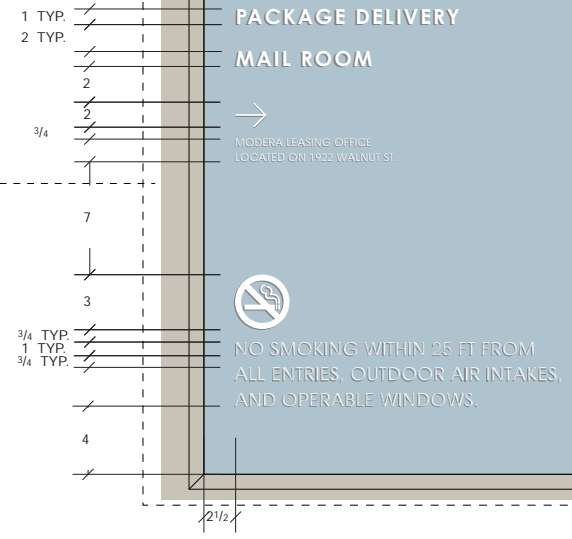 1 TYP.
PACKAGE DELIVERY
2 TYP.
MAIL ROOM
2
2
3/4
MODERA LEASING OFFICE
LOCATED ON 1922 WALNUT ST.
7
3
3/4 TYP.
1 TYP.
3/4 TYP.
NO SMOKING WITHIN 25 FT FROM
ALL ENTRIES, OUTDOOR AIR INTAKES,
AND OPERABLE WINDOWS.
4
2 1/2